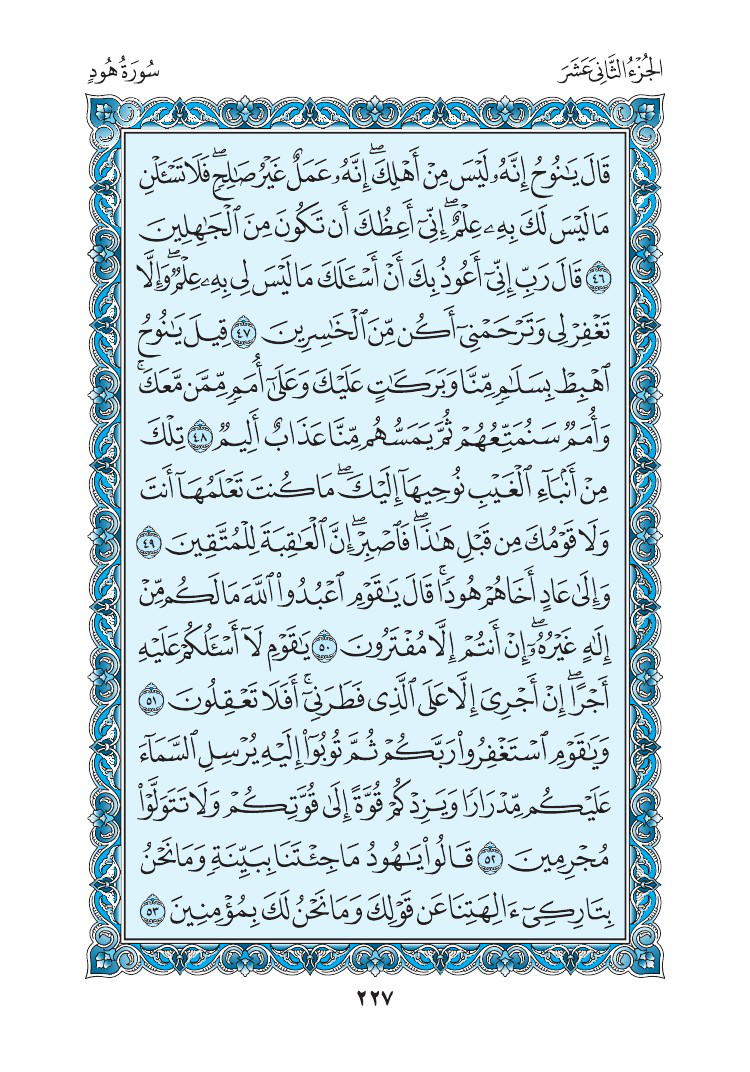 الجُزْءُ الثَّانِيَ عَشَرَ
سُورَةُ هُودٍ
قَالَ يَٰنُوحُ إِنَّهُۥ لَيۡسَ مِنۡ أَهۡلِكَۖ إِنَّهُۥ عَمَلٌ غَيۡرُ صَٰلِحٖۖ فَلَا تَسۡـَٔلۡنِ
مَا لَيۡسَ لَكَ بِهِۦ عِلۡمٌۖ إِنِّيٓ أَعِظُكَ أَن تَكُونَ مِنَ ٱلۡجَٰهِلِينَ
٤٦ قَالَ رَبِّ إِنِّيٓ أَعُوذُ بِكَ أَنۡ أَسۡـَٔلَكَ مَا لَيۡسَ لِي بِهِۦ عِلۡمٞۖ وَإِلَّا
تَغۡفِرۡ لِي وَتَرۡحَمۡنِيٓ أَكُن مِّنَ ٱلۡخَٰسِرِينَ ٤٧ قِيلَ يَٰنُوحُ
ٱهۡبِطۡ بِسَلَٰمٖ مِّنَّا وَبَرَكَٰتٍ عَلَيۡكَ وَعَلَىٰٓ أُمَمٖ مِّمَّن مَّعَكَۚ
وَأُمَمٞ سَنُمَتِّعُهُمۡ ثُمَّ يَمَسُّهُم مِّنَّا عَذَابٌ أَلِيمٞ ٤٨ تِلۡكَ
مِنۡ أَنۢبَآءِ ٱلۡغَيۡبِ نُوحِيهَآ إِلَيۡكَۖ مَا كُنتَ تَعۡلَمُهَآ أَنتَ
وَلَا قَوۡمُكَ مِن قَبۡلِ هَٰذَاۖ فَٱصۡبِرۡۖ إِنَّ ٱلۡعَٰقِبَةَ لِلۡمُتَّقِينَ ٤٩
وَإِلَىٰ عَادٍ أَخَاهُمۡ هُودٗاۚ قَالَ يَٰقَوۡمِ ٱعۡبُدُواْ ٱللَّهَ مَا لَكُم مِّنۡ
إِلَٰهٍ غَيۡرُهُۥٓۖ إِنۡ أَنتُمۡ إِلَّا مُفۡتَرُونَ ٥٠ يَٰقَوۡمِ لَآ أَسۡـَٔلُكُمۡ عَلَيۡهِ
أَجۡرًاۖ إِنۡ أَجۡرِيَ إِلَّا عَلَى ٱلَّذِي فَطَرَنِيٓۚ أَفَلَا تَعۡقِلُونَ ٥١
وَيَٰقَوۡمِ ٱسۡتَغۡفِرُواْ رَبَّكُمۡ ثُمَّ تُوبُوٓاْ إِلَيۡهِ يُرۡسِلِ ٱلسَّمَآءَ
عَلَيۡكُم مِّدۡرَارٗا وَيَزِدۡكُمۡ قُوَّةً إِلَىٰ قُوَّتِكُمۡ وَلَا تَتَوَلَّوۡاْ
مُجۡرِمِينَ ٥٢ قَالُواْ يَٰهُودُ مَا جِئۡتَنَا بِبَيِّنَةٖ وَمَا نَحۡنُ
بِتَارِكِيٓ ءَالِهَتِنَا عَن قَوۡلِكَ وَمَا نَحۡنُ لَكَ بِمُؤۡمِنِينَ ٥٣
٢٢٧